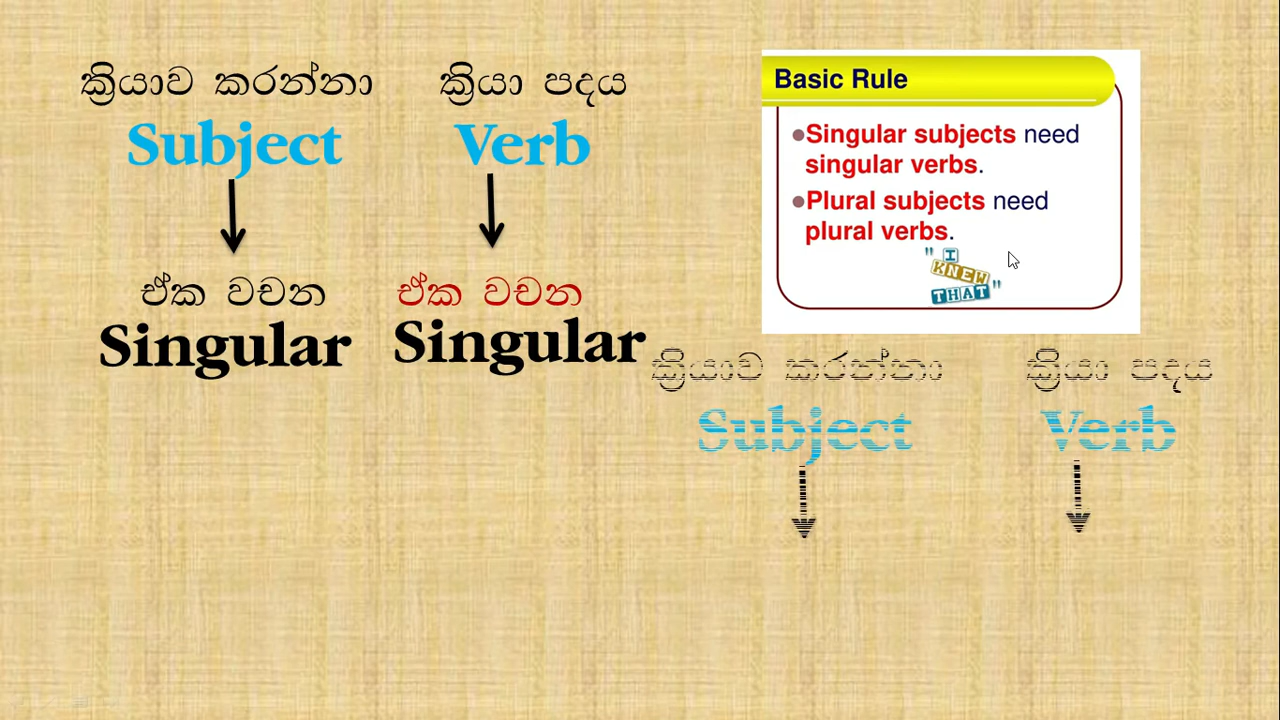 ක්‍රියාව කරන්නා ක්‍රියා පදය
Subject Verb
ඒක වචන ඒක වචන
Singular Singular
Basic Rule
●Singular subjects need
singular verbs.
●Plural subjects need
plural verbs.
"I
KNEW
THAT"
ක්‍රියාව කරන්නා ක්‍රියා පදය
Subject Verb